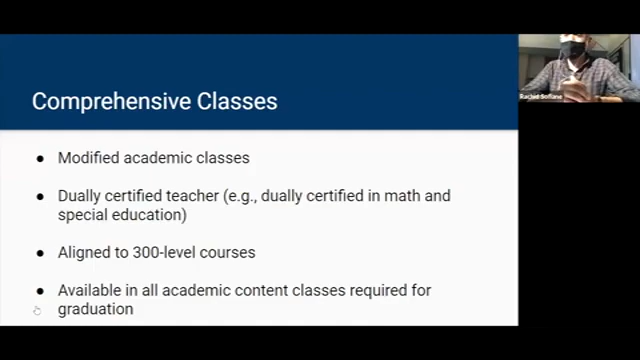 Comprehensive Classes
● Modified academic classes
● Dually certified teacher (e.g., dually certified in math and
special education)
● Aligned to 300-level courses
● Available in all academic content classes required for
graduation
Rachid Sofiane